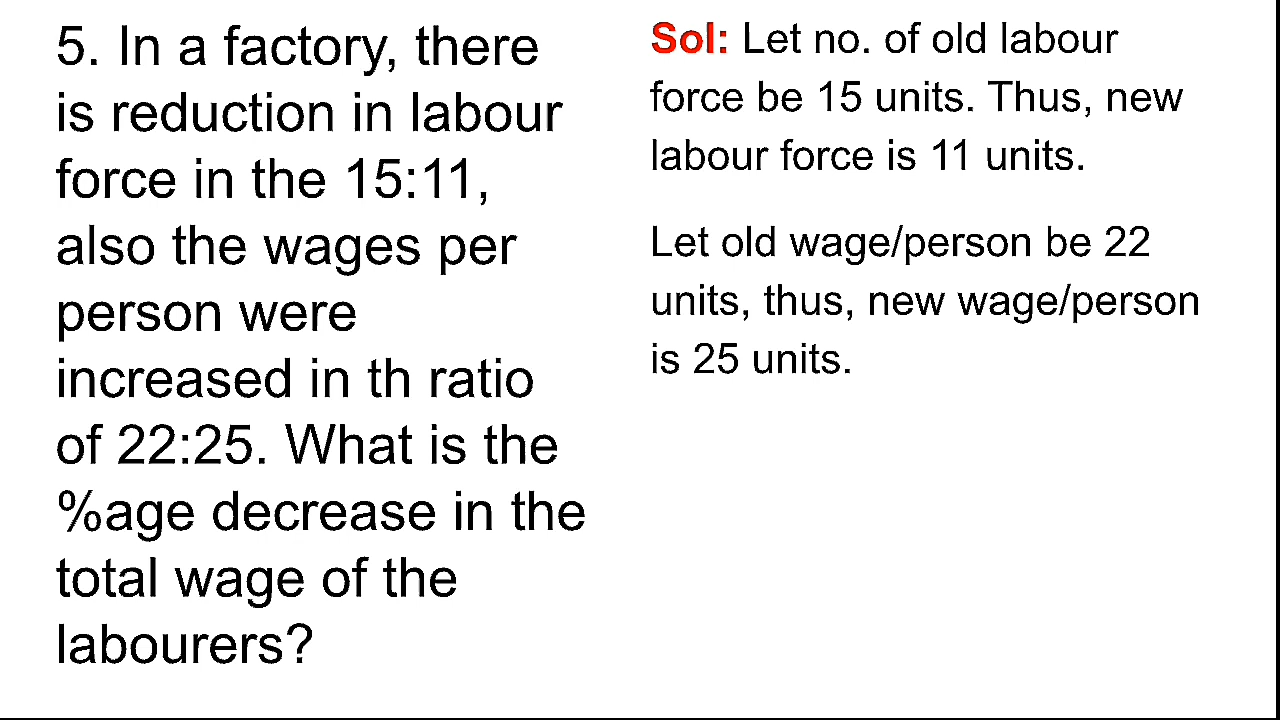 5. In a factory, there
is reduction in labour
force in the 15:11,
also the wages per
person were
increased in th ratio
of 22:25. What is the
%age decrease in the
total wage of the
labourers?
Sol: Let no. of old labour
force be 15 units. Thus, new
labour force is 11 units.
Let old wage/person be 22
units, thus, new wage/person
is 25 units.